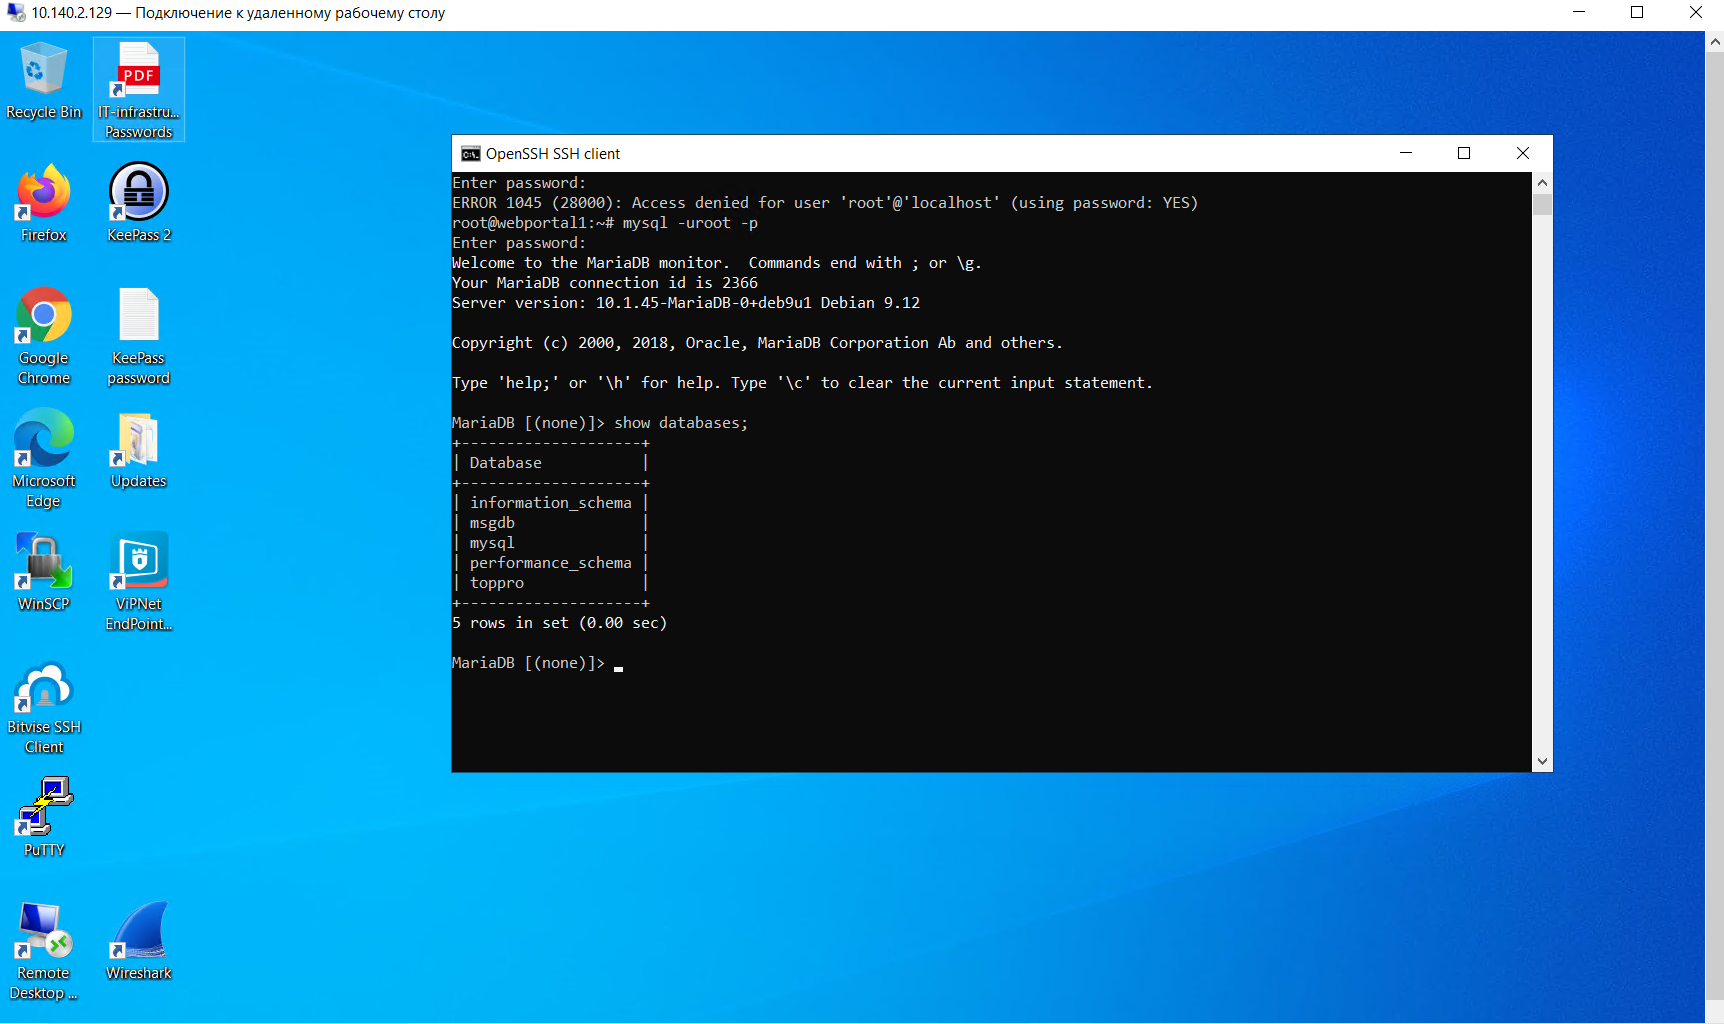 10.140.2.129 — Подключение к удаленному рабочему столу
Recycle Bin
PDF
IT-infrastru...
Passwords
Firefox
KeePass 2
Google
Chrome
KeePass
password
Microsoft
Edge
Updates
WinSCP
ViPNet
EndPoint...
Bitvise SSH
Client
PuTTY
Remote
Desktop ...
Wireshark
C:\.
OpenSSH SSH client
Enter password:
ERROR 1045 (28000): Access denied for user 'root'@'localhost' (using password: YES)
root@webportal1:~# mysql -uroot -p
Enter password:
Welcome to the MariaDB monitor.  Commands end with ; or \g.
Your MariaDB connection id is 2366
Server version: 10.1.45-MariaDB-0+deb9u1 Debian 9.12
Copyright (c) 2000, 2018, Oracle, MariaDB Corporation Ab and others.
Type 'help;' or '\h' for help. Type '\c' to clear the current input statement.
MariaDB [(none)]> show databases;
+--------------------+
| Database           |
+--------------------+
| information_schema |
| msgdb              |
| mysql              |
| performance_schema |
| toppro             |
+--------------------+
5 rows in set (0.00 sec)
MariaDB [(none)]> _